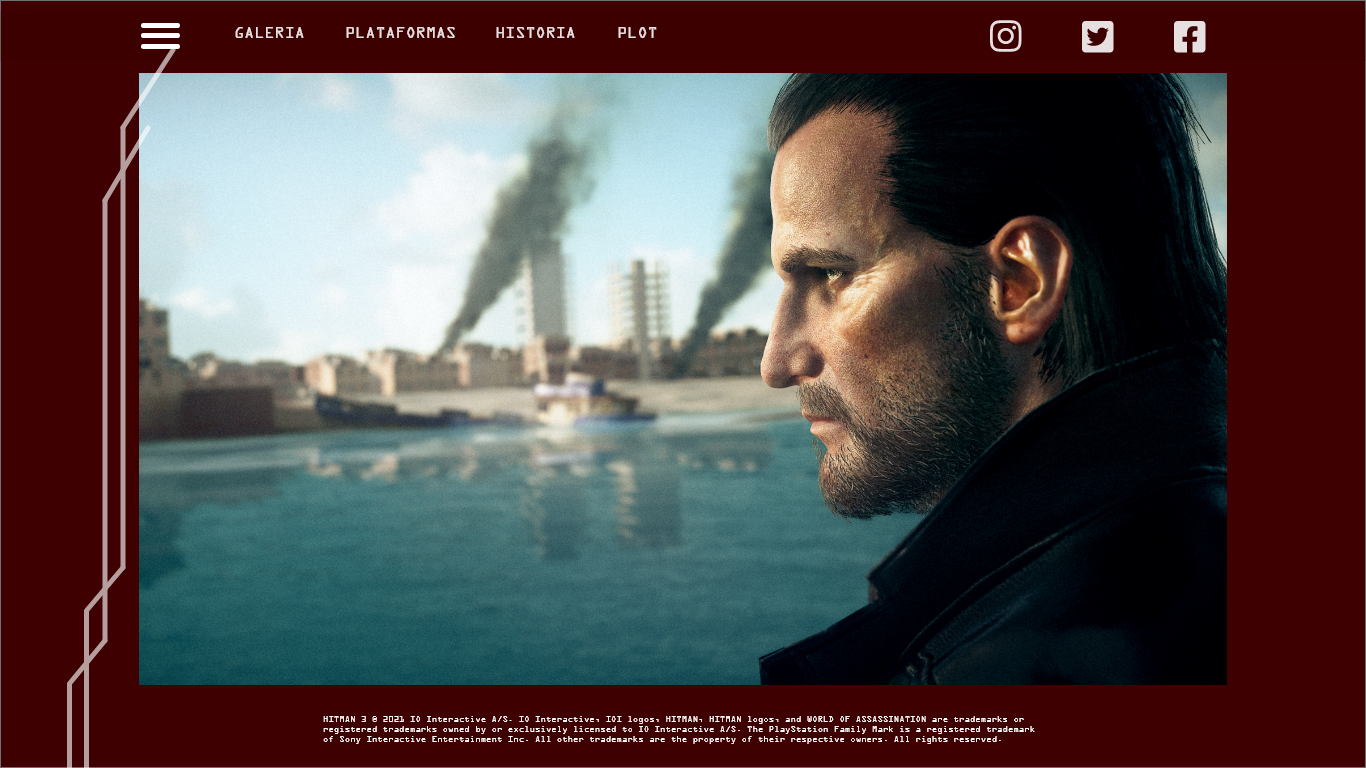 GALERIA PLATAFORMAS HISTORIA PLOT
HITMAN 3 © 2021 IO Interactive A/S. IO Interactive, IOI logos, HITMAN, HITMAN logos, and WORLD OF ASSASSINATION are trademarks or
registered trademarks owned by or exclusively licensed to IO Interactive A/S. The PlayStation Family Mark is a registered trademark
of Sony Interactive Entertainment Inc. All other trademarks are the property of their respective owners. All rights reserved.